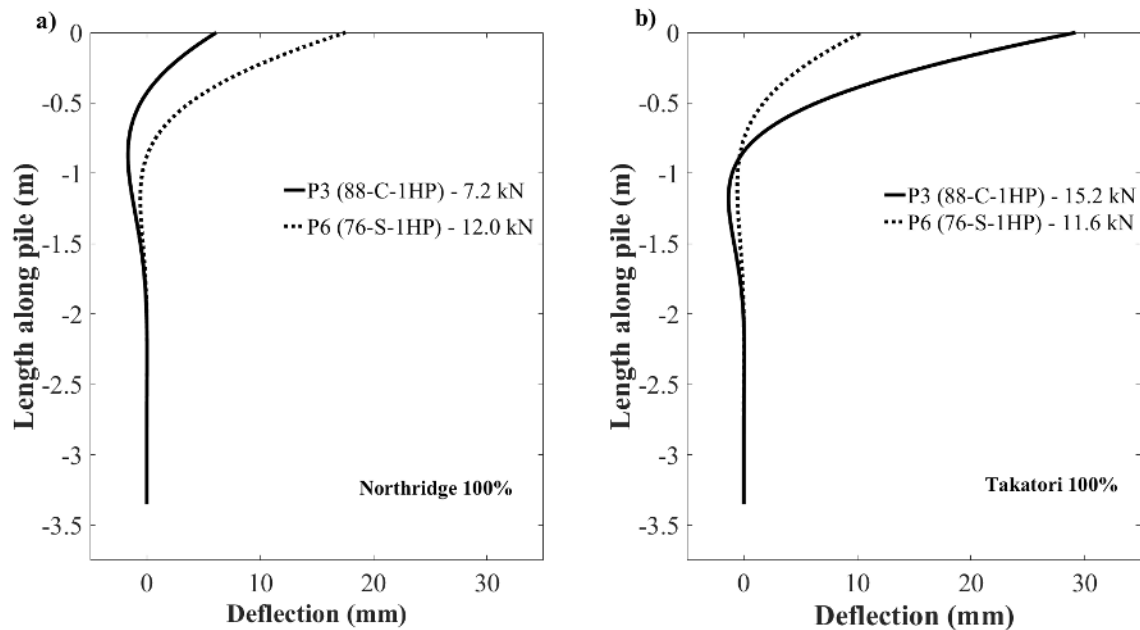 a)
0
-0.5
-1
-1.5
-2
-2.5
-3
-3.5
Length along pile (m)
P3 (88-C-1HP) - 7.2 kN
P6 (76-S-1HP) - 12.0 kN
Northridge 100%
0 10 20 30
Deflection (mm)
b)
0
-0.5
-1
-1.5
-2
-2.5
-3
-3.5
Length along pile (m)
P3 (88-C-1HP) - 15.2 kN
P6 (76-S-1HP) - 11.6 kN
Takatori 100%
0 10 20 30
Deflection (mm)